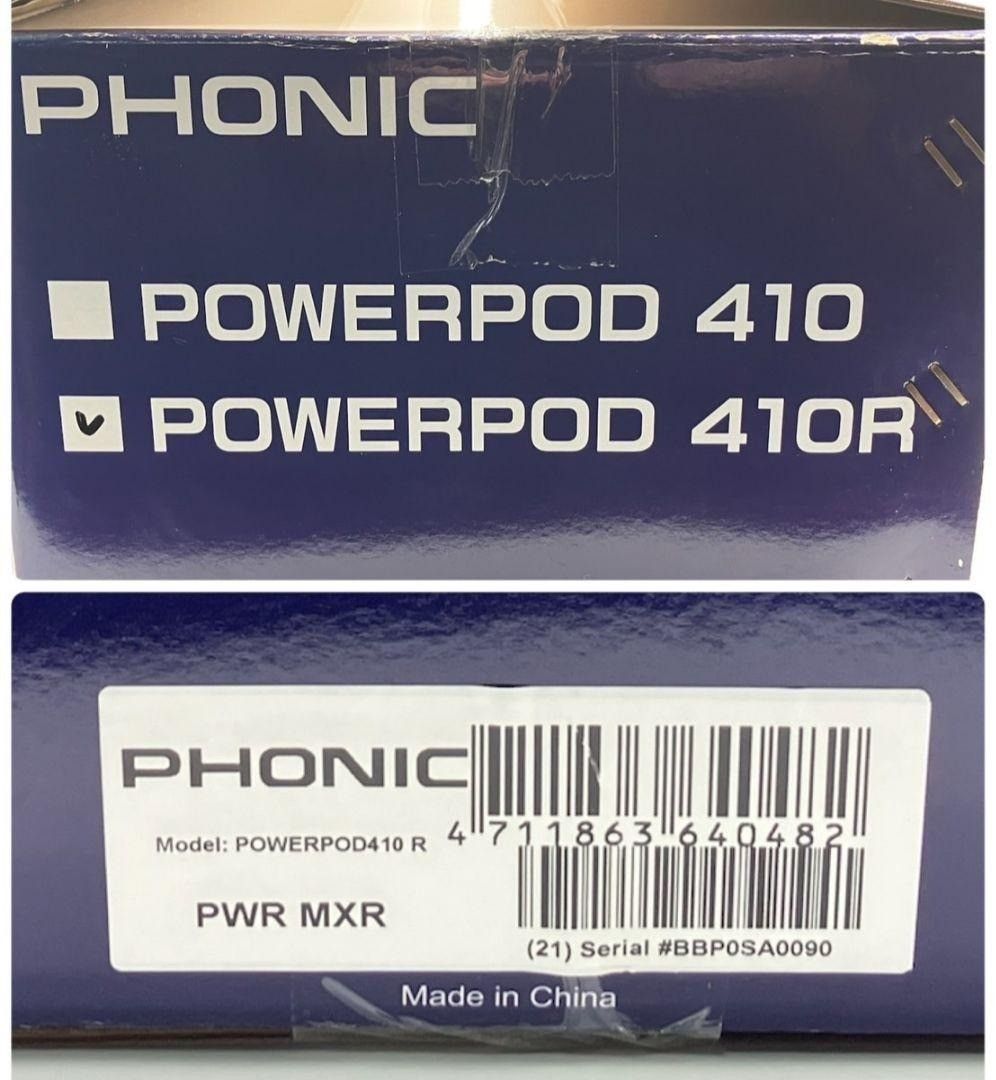 PHONIC
POWERPOD 410
POWERPOD 410R
PHONIC
Model: POWERPOD410 R
4 711863 640482
PWR MXR
(21) Serial #BBP0SA0090
Made in China